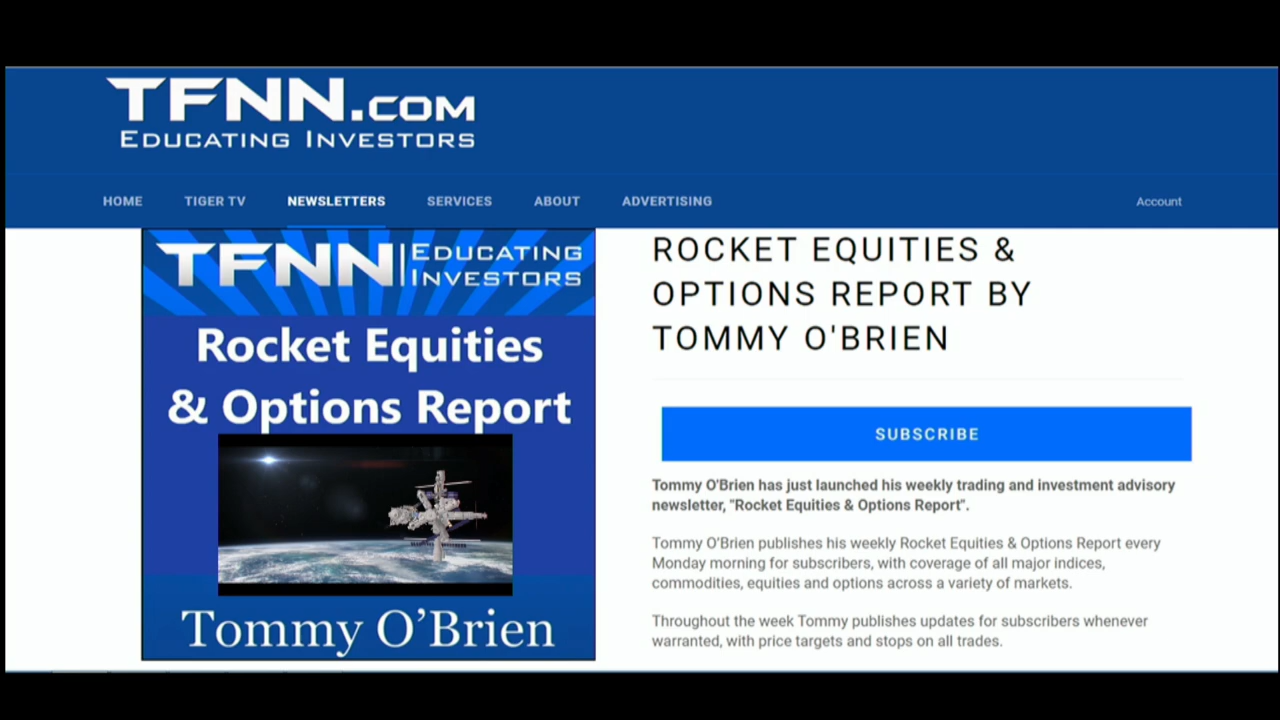 TFNN.COM
EDUCATING INVESTORS
HOME TIGER TV NEWSLETTERS SERVICES ABOUT ADVERTISING Account
TFNN EDUCATING
INVESTORS
Rocket Equities
& Options Report
Tommy O'Brien
ROCKET EQUITIES &
OPTIONS REPORT BY
TOMMY O'BRIEN
SUBSCRIBE
Tommy O'Brien has just launched his weekly trading and investment advisory
newsletter, "Rocket Equities & Options Report".
Tommy O'Brien publishes his weekly Rocket Equities & Options Report every
Monday morning for subscribers, with coverage of all major indices,
commodities, equities and options across a variety of markets.
Throughout the week Tommy publishes updates for subscribers whenever
warranted, with price targets and stops on all trades.